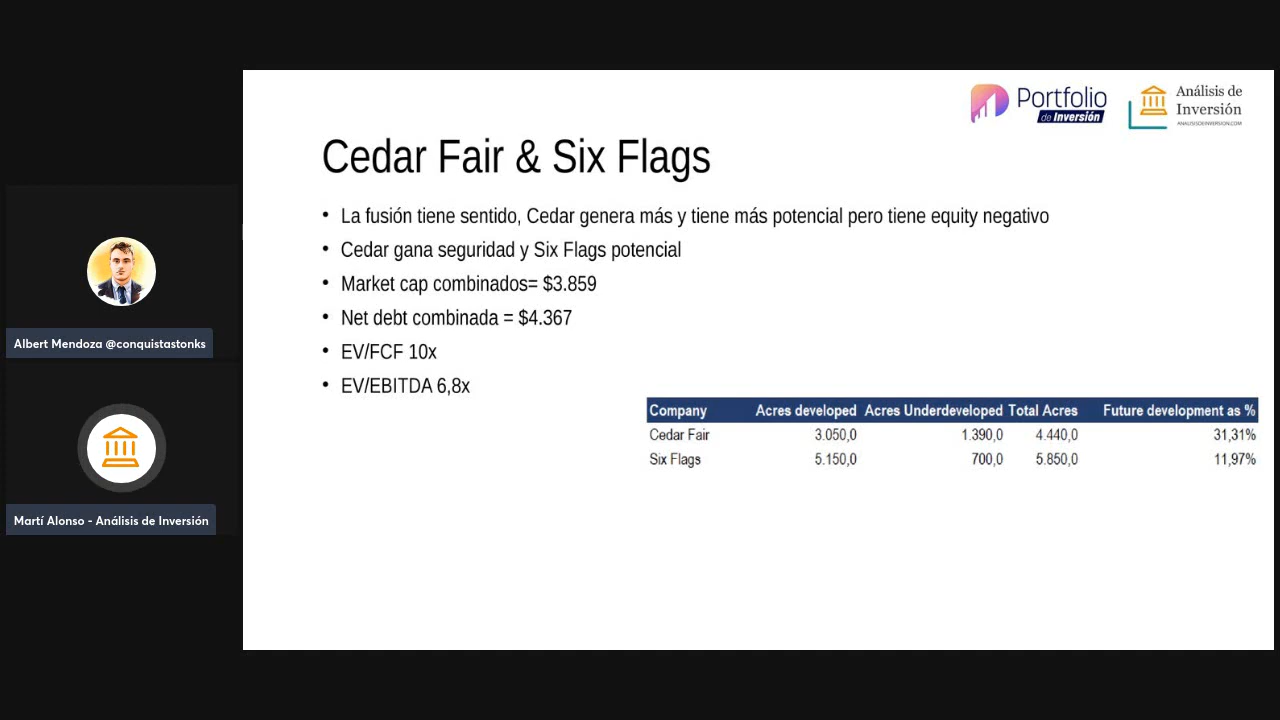 Portfolio
de Inversión
Análisis de
Inversión
ANALISISDEINVERSION.COM
Cedar Fair & Six Flags
• La fusión tiene sentido, Cedar genera más y tiene más potencial pero tiene equity negativo
• Cedar gana seguridad y Six Flags potencial
• Market cap combinados= $3.859
• Net debt combinada = $4.367
• EV/FCF 10x
• EV/EBITDA 6,8x
Company Acres developed Acres Underdeveloped Total Acres Future development as %
Cedar Fair 3.050,0 1.390,0 4.440,0 31,31%
Six Flags 5.150,0 700,0 5.850,0 11,97%
Albert Mendoza @conquistastonks
Martí Alonso - Análisis de Inversión